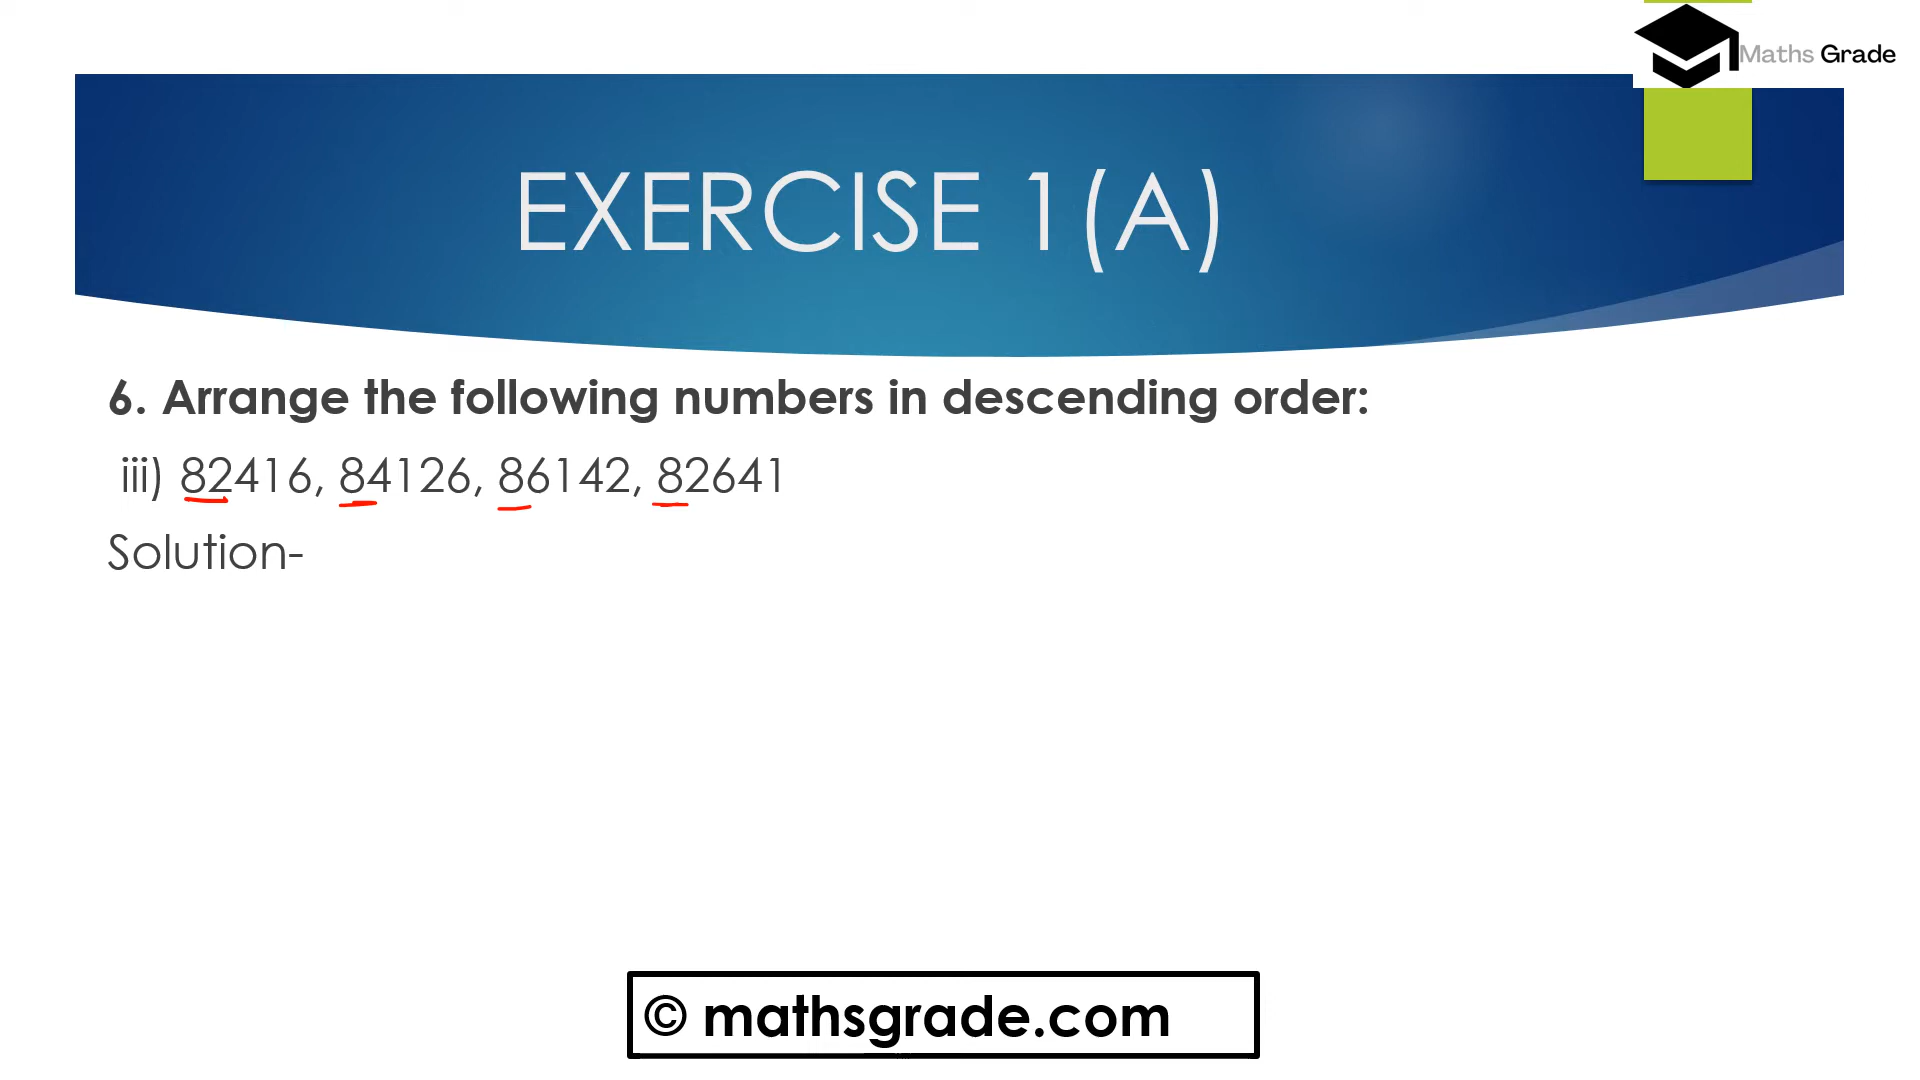 Maths Grade
EXERCISE 1(A)
6. Arrange the following numbers in descending order:
iii) 82416, 84126, 86142, 82641
Solution-
© mathsgrade.com